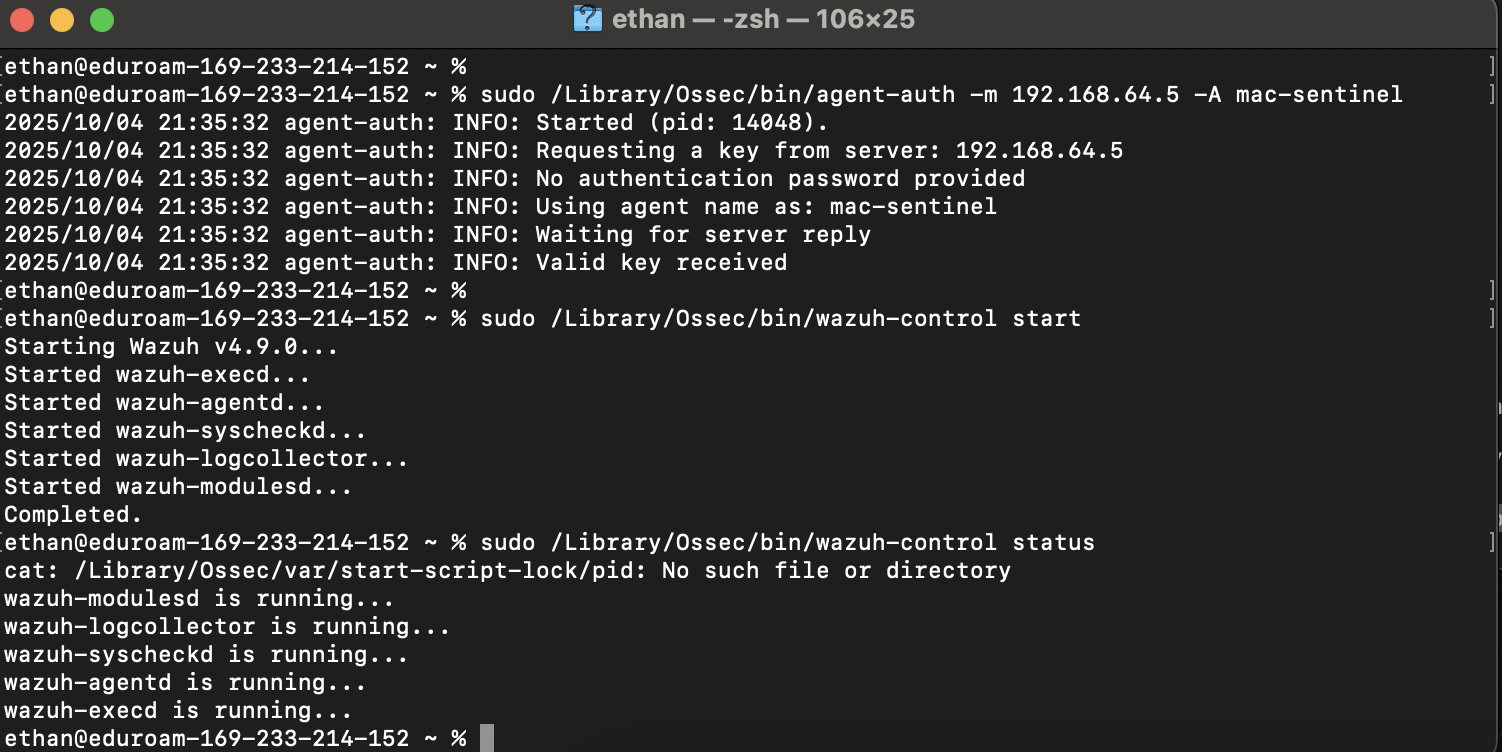 ethan — -zsh — 106×25
[ethan@eduroam-169-233-214-152 ~ % ]
[ethan@eduroam-169-233-214-152 ~ % sudo /Library/Ossec/bin/agent-auth -m 192.168.64.5 -A mac-sentinel ]
2025/10/04 21:35:32 agent-auth: INFO: Started (pid: 14048).
2025/10/04 21:35:32 agent-auth: INFO: Requesting a key from server: 192.168.64.5
2025/10/04 21:35:32 agent-auth: INFO: No authentication password provided
2025/10/04 21:35:32 agent-auth: INFO: Using agent name as: mac-sentinel
2025/10/04 21:35:32 agent-auth: INFO: Waiting for server reply
2025/10/04 21:35:32 agent-auth: INFO: Valid key received
[ethan@eduroam-169-233-214-152 ~ % ]
[ethan@eduroam-169-233-214-152 ~ % sudo /Library/Ossec/bin/wazuh-control start ]
Starting Wazuh v4.9.0...
Started wazuh-execd...
Started wazuh-agentd...
Started wazuh-syscheckd...
Started wazuh-logcollector...
Started wazuh-modulesd...
Completed.
[ethan@eduroam-169-233-214-152 ~ % sudo /Library/Ossec/bin/wazuh-control status ]
cat: /Library/Ossec/var/start-script-lock/pid: No such file or directory
wazuh-modulesd is running...
wazuh-logcollector is running...
wazuh-syscheckd is running...
wazuh-agentd is running...
wazuh-execd is running...
ethan@eduroam-169-233-214-152 ~ %